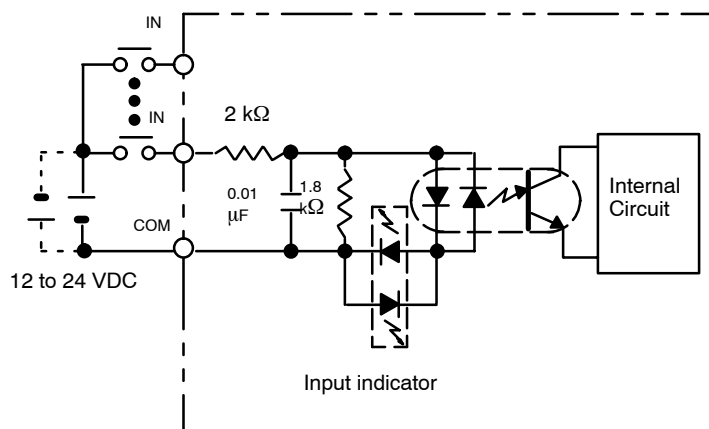 IN
IN
2 kΩ
0.01
μF
1.8
kΩ
COM
12 to 24 VDC
Internal
Circuit
Input indicator